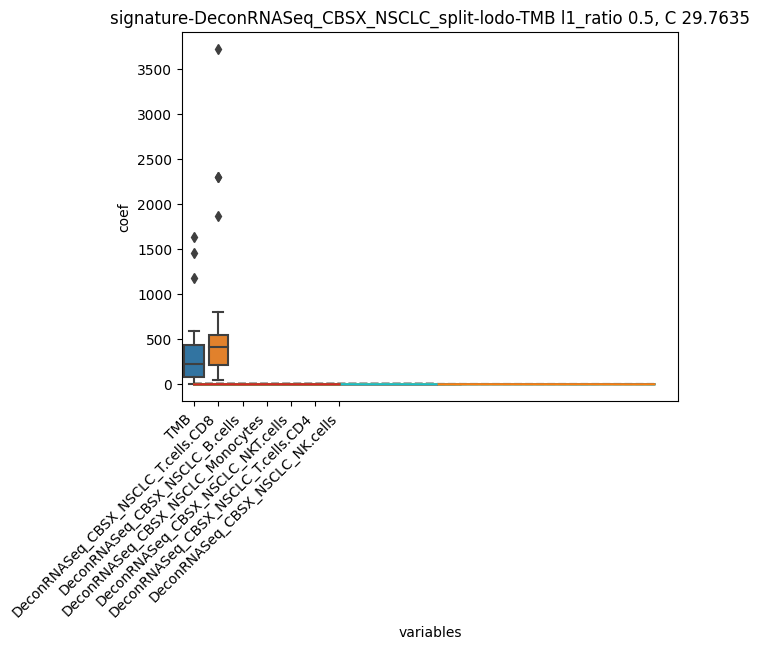 signature-DeconRNASeq_CBSX_NSCLC_split-lodo-TMB l1_ratio 0.5, C 29.7635
3500
3000
2500
2000
1500
1000
500
0
coef
TMB
DeconRNASeq_CBSX_NSCLC_T.cells.CD8
DeconRNASeq_CBSX_NSCLC_B.cells
DeconRNASeq_CBSX_NSCLC_Monocytes
DeconRNASeq_CBSX_NSCLC_NKT.cells
DeconRNASeq_CBSX_NSCLC_T.cells.CD4
DeconRNASeq_CBSX_NSCLC_NK.cells
variables